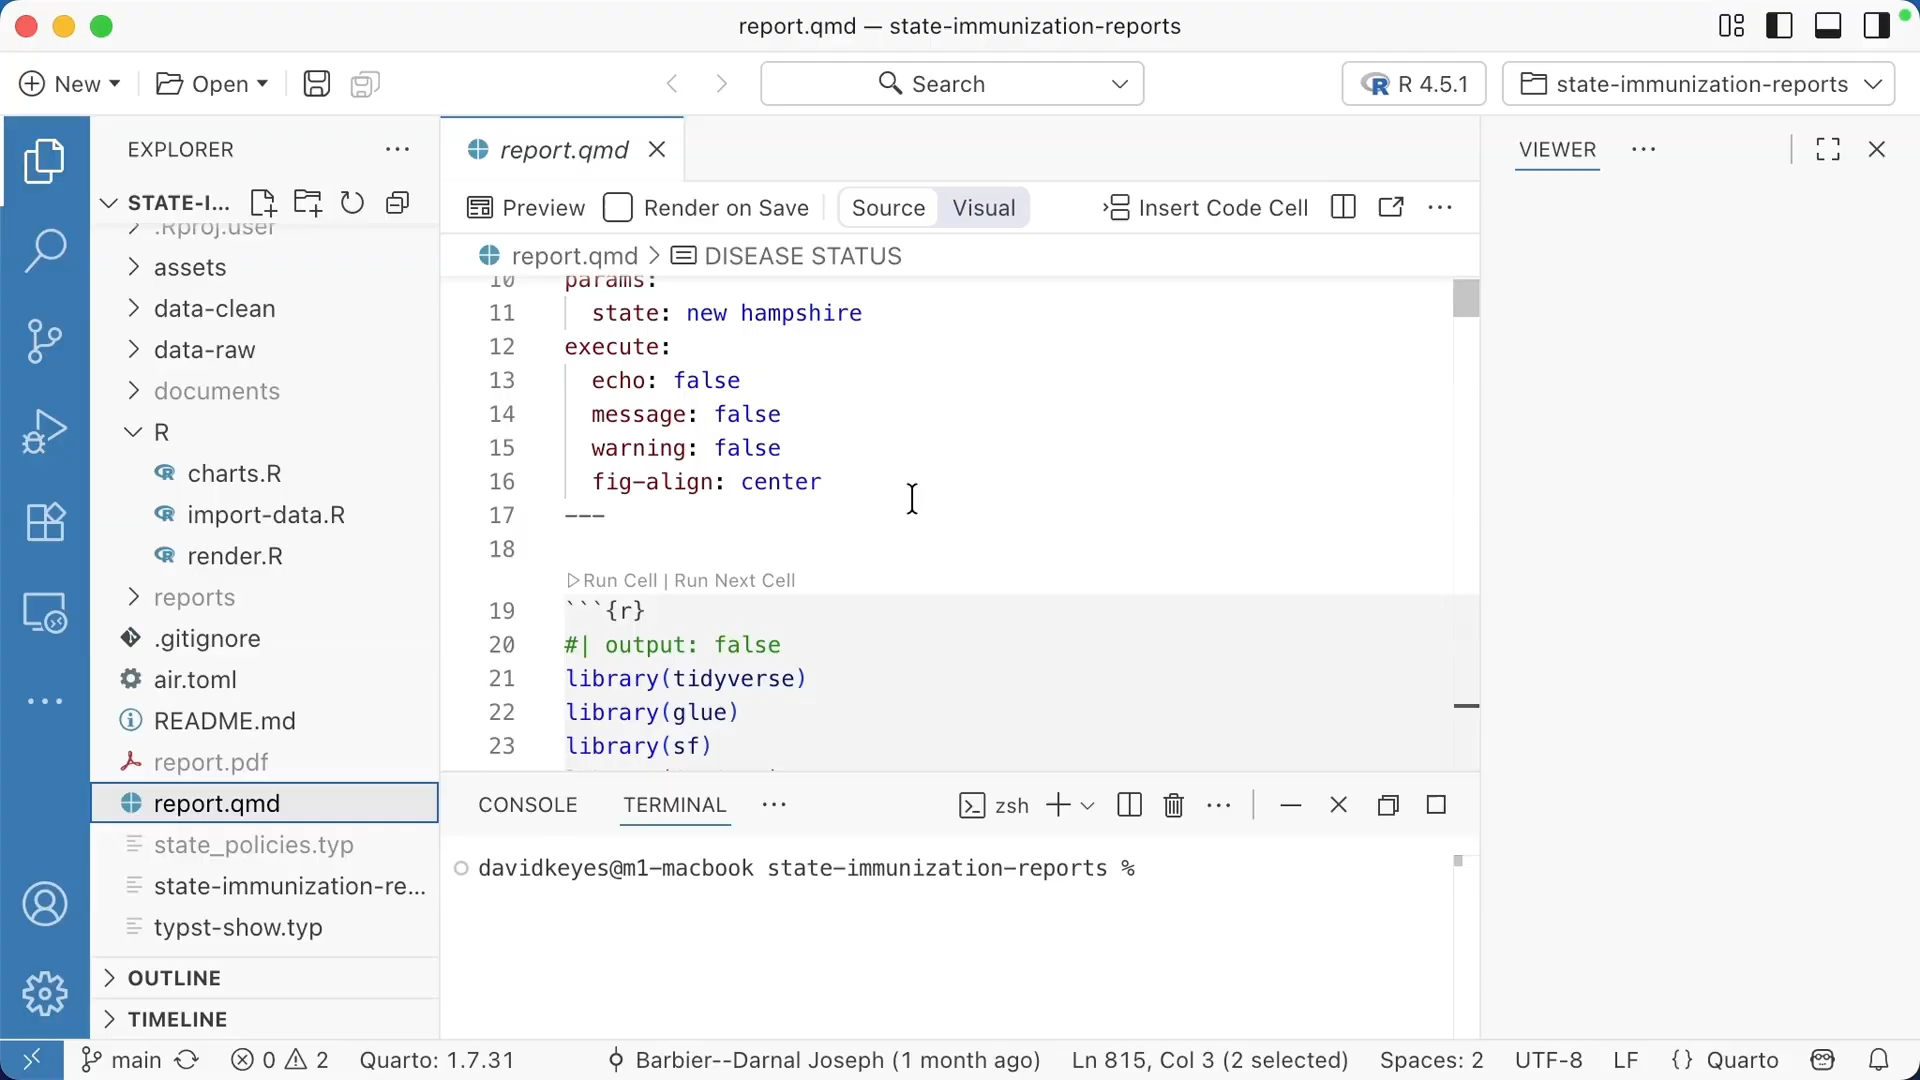 report.qmd — state-immunization-reports
New
Open
Search
R 4.5.1
state-immunization-reports
EXPLORER
report.qmd
VIEWER
STATE-I...
Preview
Render on Save
Source
Visual
Insert Code Cell
report.qmd > DISEASE STATUS
.Rproj.user
assets
data-clean
data-raw
documents
R
charts.R
import-data.R
render.R
reports
.gitignore
air.toml
README.md
report.pdf
report.qmd
state_policies.typ
state-immunization-re...
typst-show.typ
OUTLINE
TIMELINE
10 params:
11 state: new hampshire
12 execute:
13 echo: false
14 message: false
15 warning: false
16 fig-align: center
17 ---
18
Run Cell | Run Next Cell
19 ```{r}
20 #| output: false
21 library(tidyverse)
22 library(glue)
23 library(sf)
CONSOLE
TERMINAL
zsh
davidkeyes@m1-macbook state-immunization-reports %
main
0
2
Quarto: 1.7.31
Barbier--Darnal Joseph (1 month ago)
Ln 815, Col 3 (2 selected)
Spaces: 2
UTF-8
LF
{} Quarto